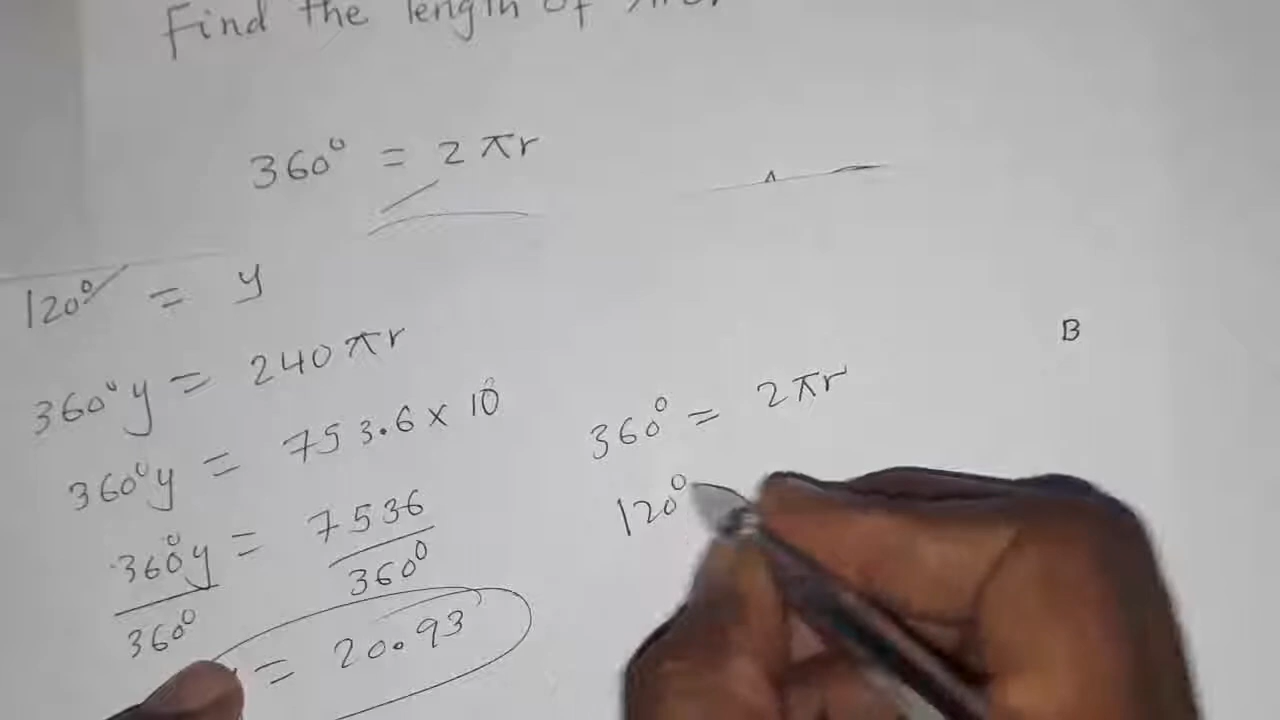 Find the length of
360° = 2πr
120° = y
360°y = 240πr
360°y = 753.6 x 10
360°y = 7536
360° 360°
= 20.93
A
B
360° = 2πr
120°